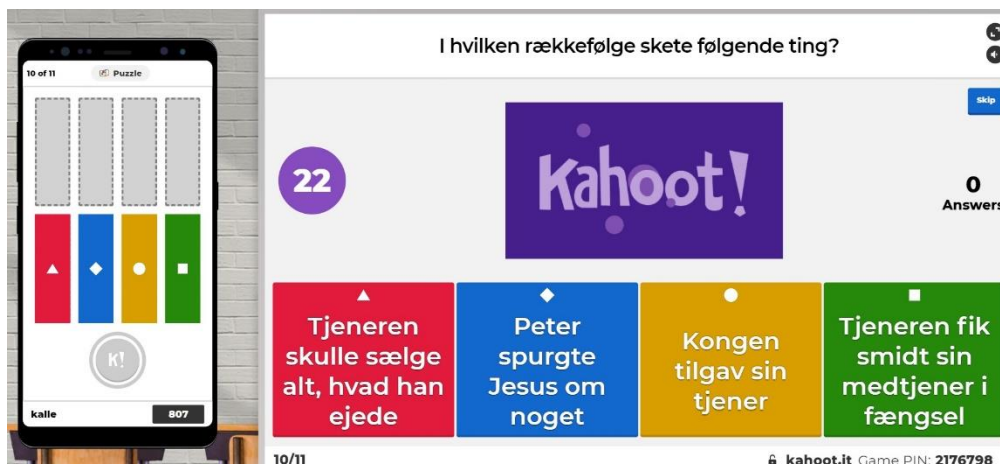 I hvilken rækkefølge skete følgende ting?
10 of 11
Puzzle
Skip
22
Kahoot!
0
Answers
Tjeneren
skulle sælge
alt, hvad han
ejede
Peter
spurgte
Jesus om
noget
Kongen
tilgav sin
tjener
Tjeneren fik
smidt sin
medtjener i
fængsel
K!
kalle
807
10/11
kahoot.it Game PIN: 2176798